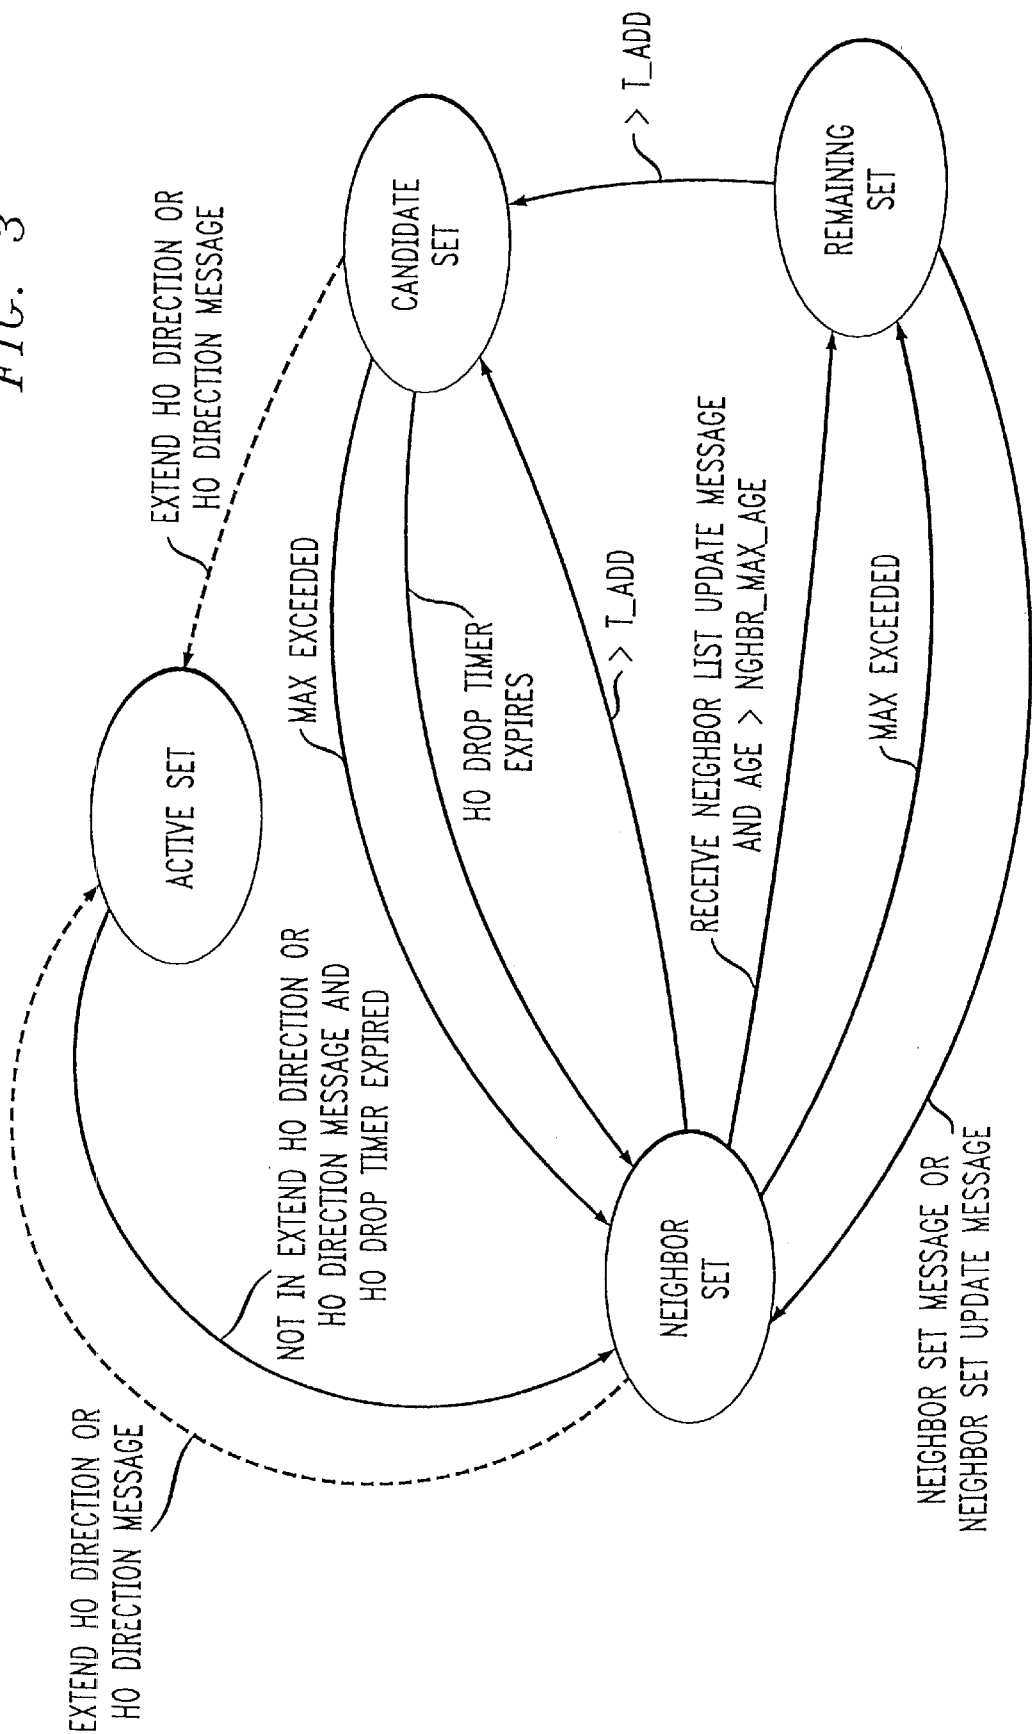 FIG. 3
EXTEND HO DIRECTION OR
HO DIRECTION MESSAGE
EXTEND HO DIRECTION OR
HO DIRECTION MESSAGE
ACTIVE SET
NOT IN EXTEND HO DIRECTION OR
HO DIRECTION MESSAGE AND
HO DROP TIMER EXPIRED
MAX EXCEEDED
CANDIDATE
SET
HO DROP TIMER
EXPIRES
> T_ADD
> T_ADD
NEIGHBOR
SET
RECEIVE NEIGHBOR LIST UPDATE MESSAGE
AND AGE > NGHBR_MAX_AGE
REMAINING
SET
MAX EXCEEDED
NEIGHBOR SET MESSAGE OR
NEIGHBOR SET UPDATE MESSAGE